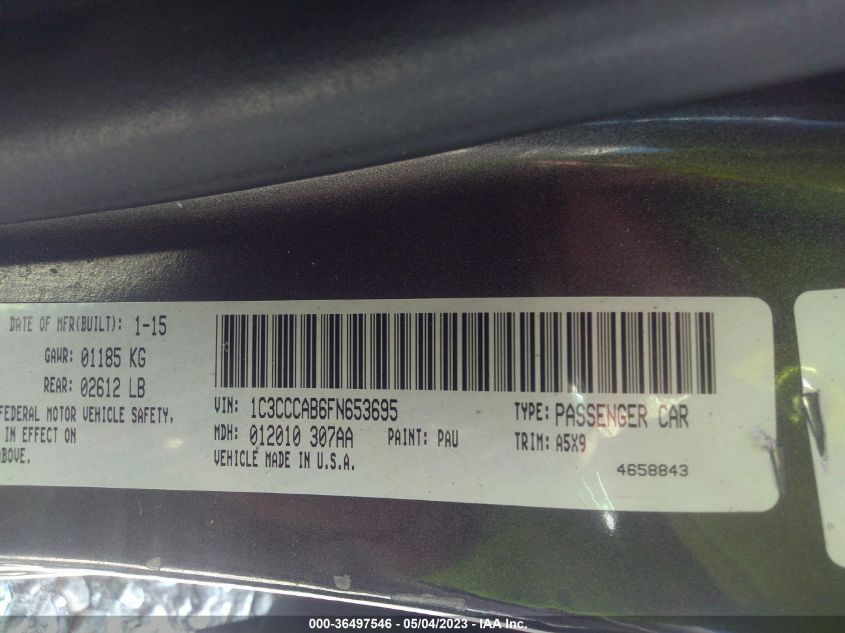 DATE OF MFR(BUILT): 1-15
GAWR: 01185 KG
REAR: 02612 LB
FEDERAL MOTOR VEHICLE SAFETY,
IN EFFECT ON
ABOVE.
VIN: 1C3CCCAB6FN653695
TYPE: PASSENGER CAR
MDH: 012010 307AA
PAINT: PAU
TRIM: A5X9
VEHICLE MADE IN U.S.A.
4658843
000-36497546 - 05/04/2023 - IAA Inc.